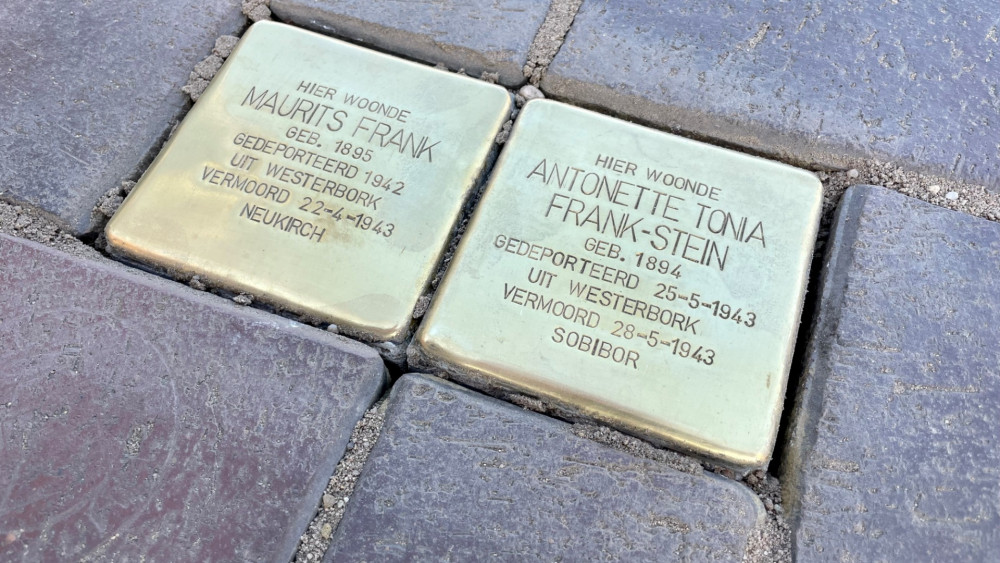 HIER WOONDE
MAURITS FRANK
GEB. 1895
GEDEPORTEERD 1942
UIT WESTERBORK
VERMOORD 22-4-1943
NEUKIRCH
HIER WOONDE
ANTONETTE TONIA
FRANK-STEIN
GEB. 1894
GEDEPORTEERD 25-5-1943
UIT WESTERBORK
VERMOORD 28-5-1943
SOBIBOR